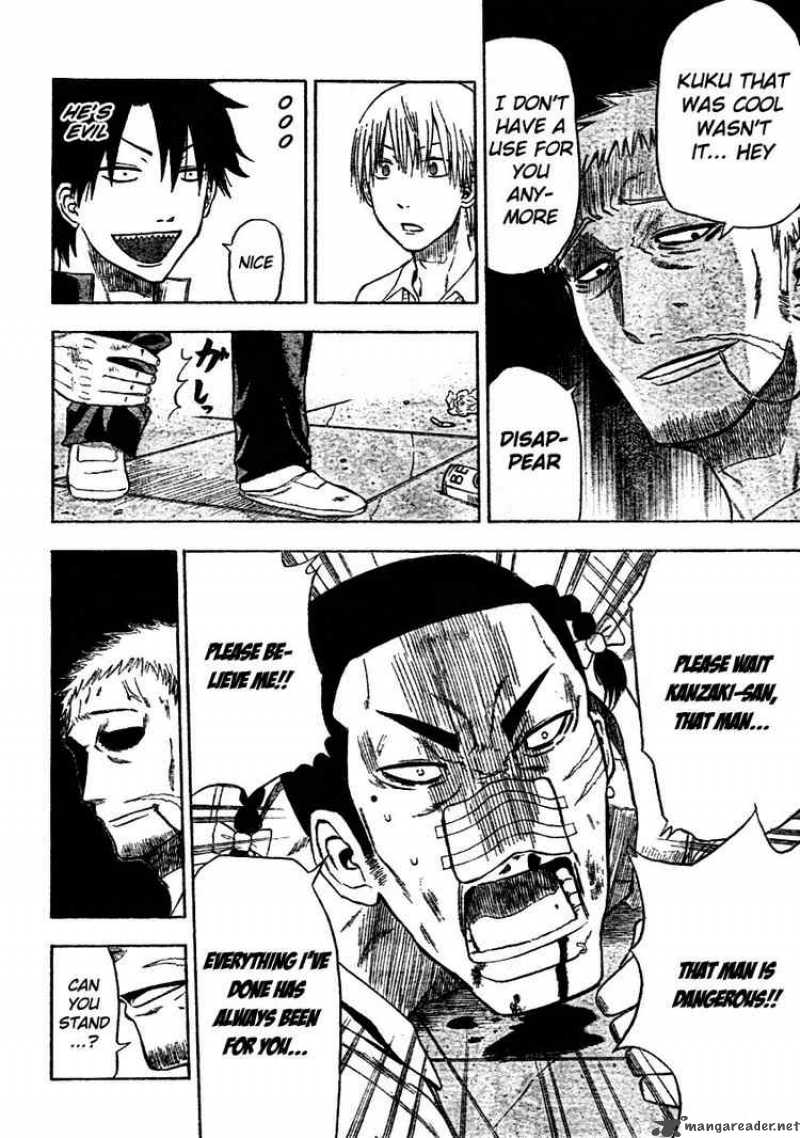 KUKU THAT
WAS COOL
WASN'T
IT... HEY
I DON'T
HAVE A
USE FOR
YOU
ANY-
MORE
DISAP-
PEAR
HE'S
EVIL
NICE
ガ
しっ
BE
PLEASE WAIT
KANZAKI-SAN,
THAT MAN...
THAT MAN IS
DANGEROUS!!
PLEASE BE-
LIEVE ME!!
EVERYTHING I'VE
DONE HAS
ALWAYS BEEN
FOR YOU...
CAN
YOU
STAND
...?
mangareader.net